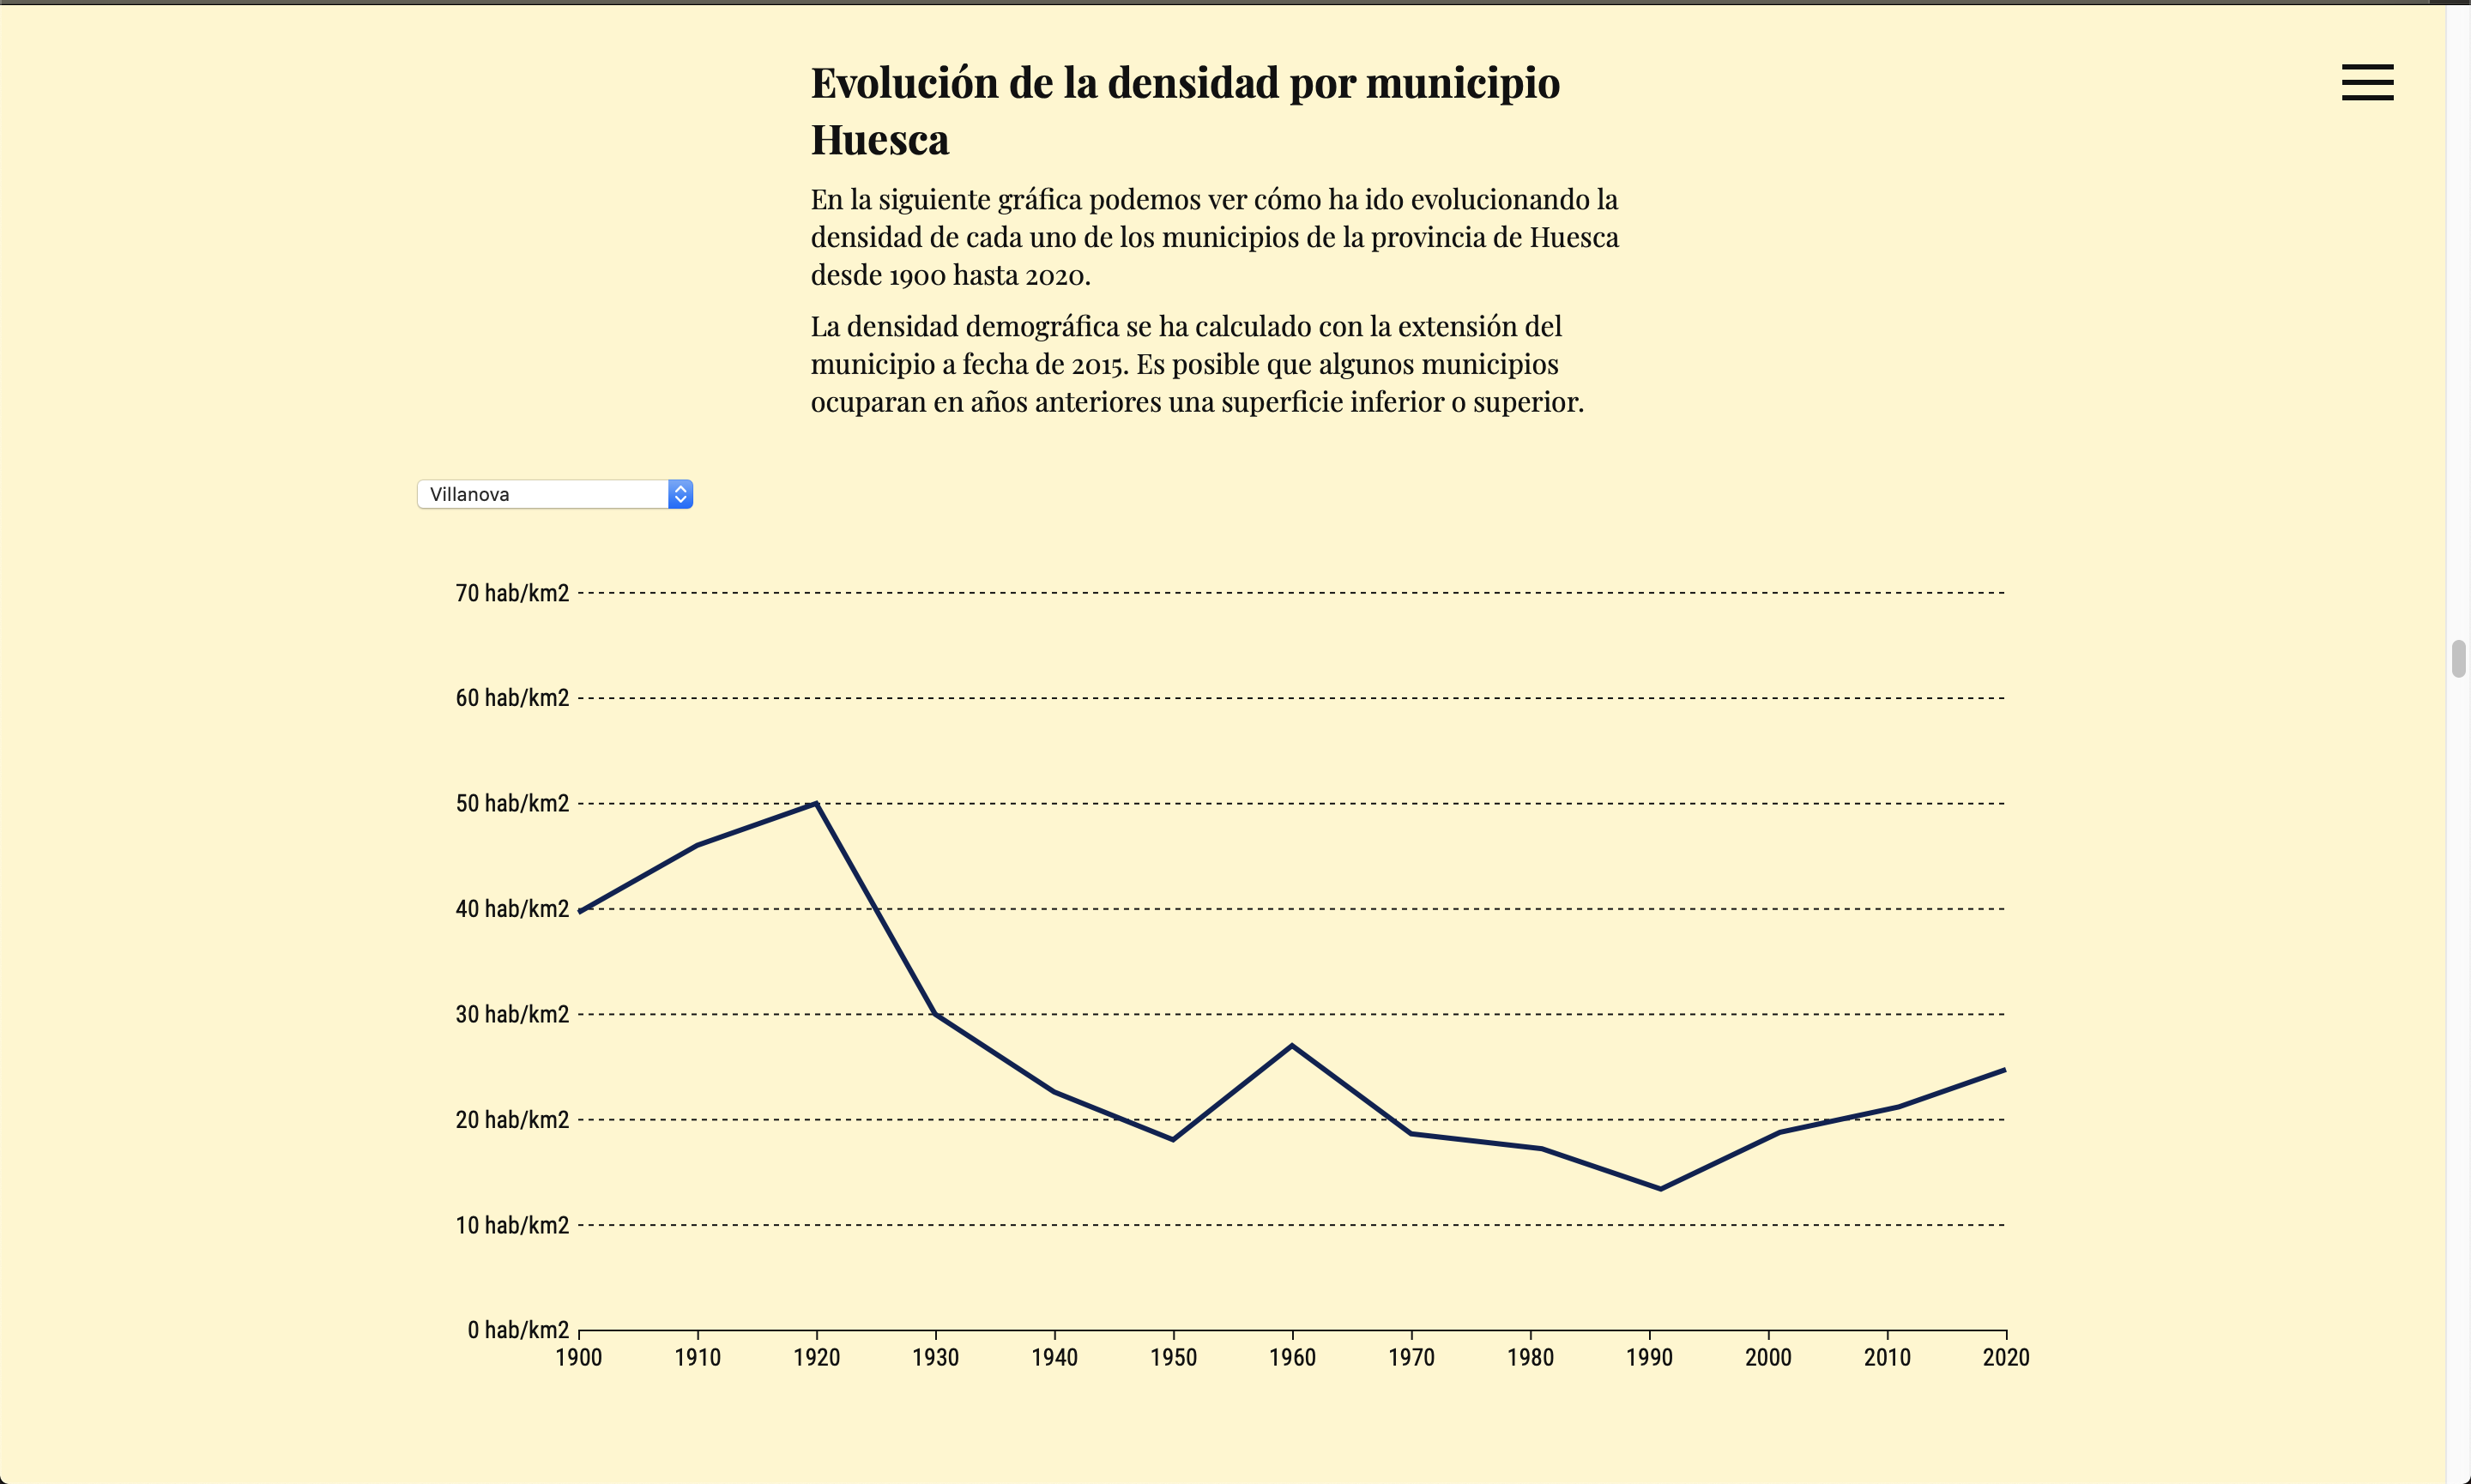 Evolución de la densidad por municipio
Huesca
En la siguiente gráfica podemos ver cómo ha ido evolucionando la
densidad de cada uno de los municipios de la provincia de Huesca
desde 1900 hasta 2020.
La densidad demográfica se ha calculado con la extensión del
municipio a fecha de 2015. Es posible que algunos municipios
ocuparan en años anteriores una superficie inferior o superior.
Villanova
70 hab/km2
60 hab/km2
50 hab/km2
40 hab/km2
30 hab/km2
20 hab/km2
10 hab/km2
0 hab/km2
1900 1910 1920 1930 1940 1950 1960 1970 1980 1990 2000 2010 2020